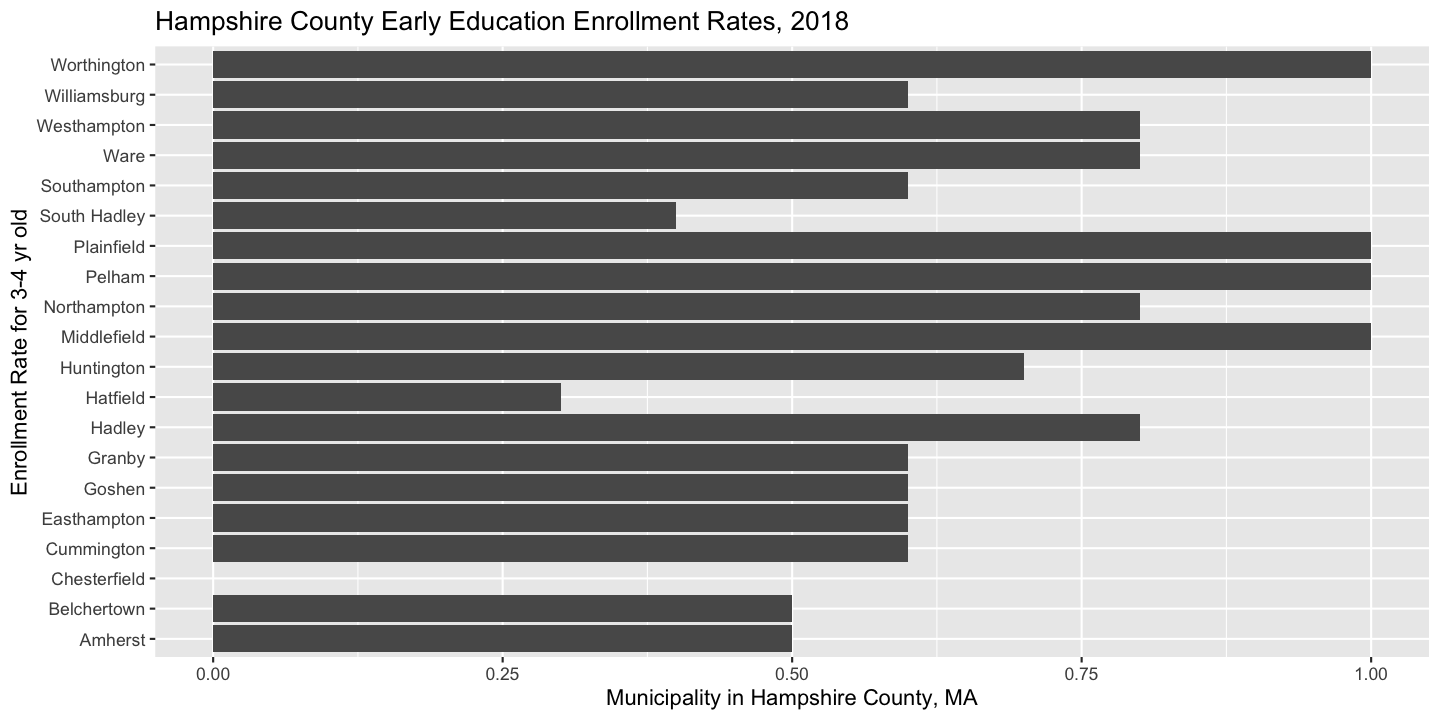 Hampshire County Early Education Enrollment Rates, 2018
Enrollment Rate for 3-4 yr old
Worthington
Williamsburg
Westhampton
Ware
Southampton
South Hadley
Plainfield
Pelham
Northampton
Middlefield
Huntington
Hatfield
Hadley
Granby
Goshen
Easthampton
Cummington
Chesterfield
Belchertown
Amherst
0.00 0.25 0.50 0.75 1.00
Municipality in Hampshire County, MA